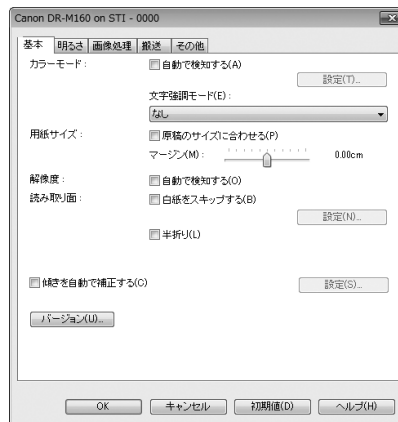 Canon DR-M160 on STI - 0000
基本 明るさ 画像処理 搬送 その他
カラーモード: 自動で検知する(A)
設定(T)...
文字強調モード(E):
なし
用紙サイズ: 原稿のサイズに合わせる(P)
マージン(M): 0.00cm
解像度: 自動で検知する(O)
読み取り面: 白紙をスキップする(B)
設定(N)...
半折り(L)
傾きを自動で補正する(C) 設定(S)...
バージョン(U)...
OK キャンセル 初期値(D) ヘルプ(H)